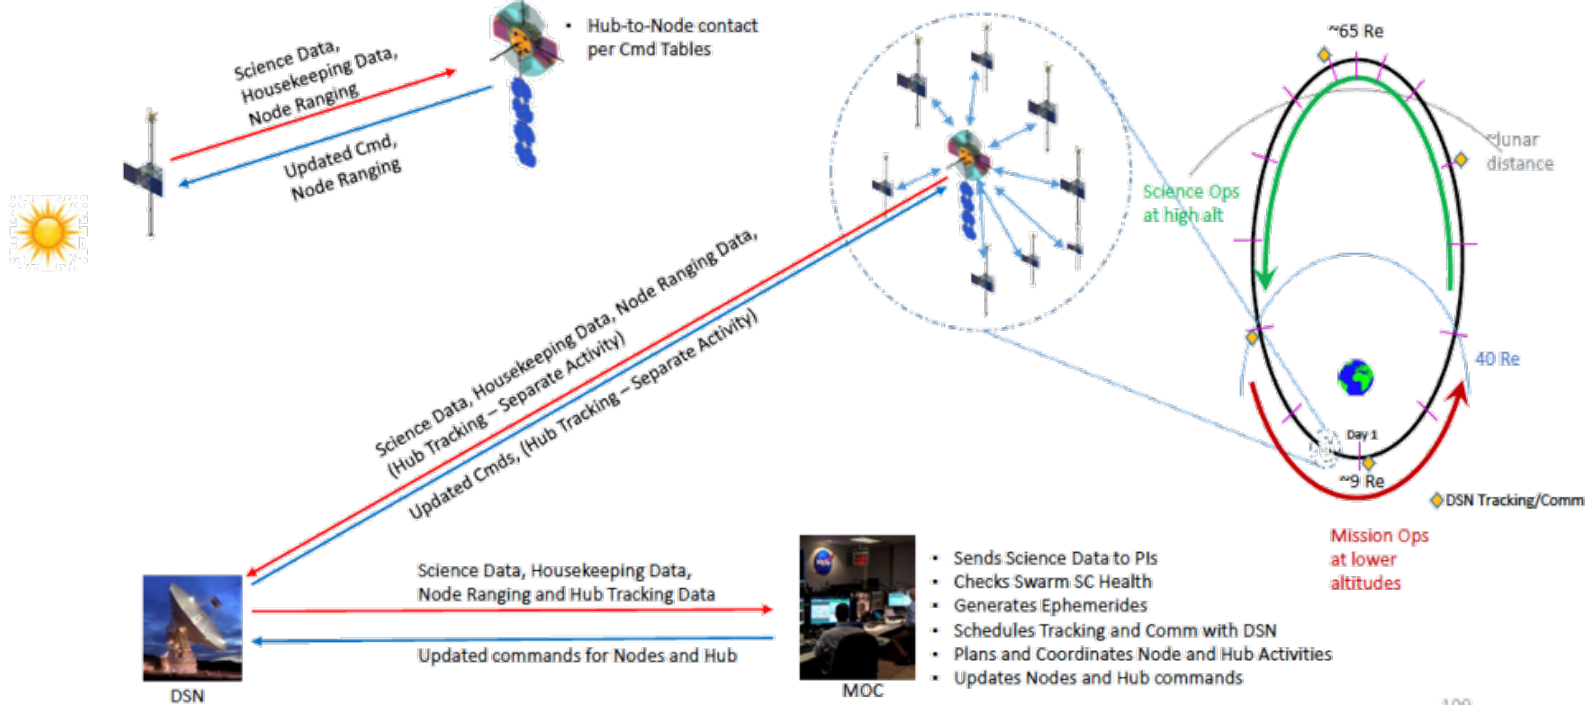 Science Data,
Housekeeping Data,
Node Ranging
Updated Cmd,
Node Ranging
▪ Hub-to-Node contact
per Cmd Tables
~65 Re
~lunar
distance
Science Ops
at high alt
40 Re
Day 1
~9 Re
DSN Tracking/Comm
Mission Ops
at lower
altitudes
Science Data, Housekeeping Data, Node Ranging Data,
(Hub Tracking – Separate Activity)
Updated Cmds, (Hub Tracking – Separate Activity)
Science Data, Housekeeping Data,
Node Ranging and Hub Tracking Data
Updated commands for Nodes and Hub
DSN
MOC
▪ Sends Science Data to PIs
▪ Checks Swarm SC Health
▪ Generates Ephemerides
▪ Schedules Tracking and Comm with DSN
▪ Plans and Coordinates Node and Hub Activities
▪ Updates Nodes and Hub commands